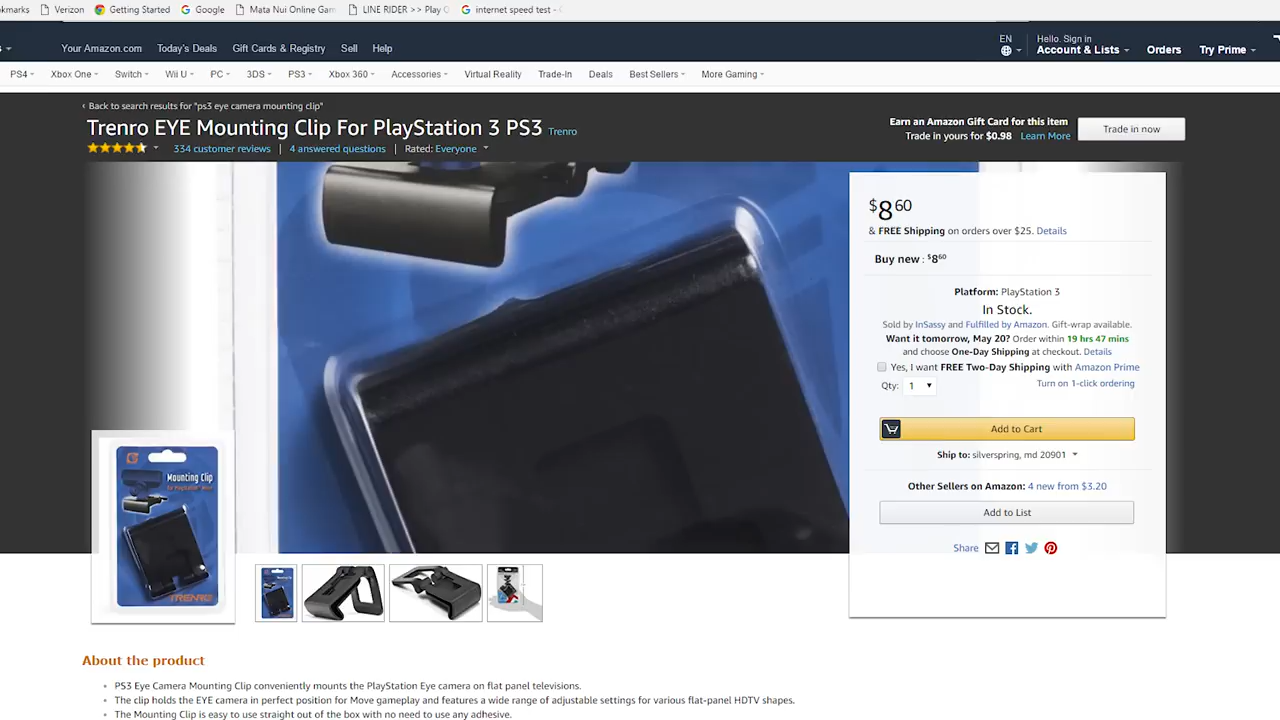 okmarks Verizon Getting Started Google Mata Nui Online Gam LINE RIDER >> Play O internet speed test -
Your Amazon.com Today's Deals Gift Cards & Registry Sell Help
EN
Hello. Sign in
Account & Lists Orders Try Prime
PS4 Xbox One Switch Wii U PC 3DS PS3 Xbox 360 Accessories Virtual Reality Trade-In Deals Best Sellers More Gaming
‹ Back to search results for "ps3 eye camera mounting clip"
Trenro EYE Mounting Clip For PlayStation 3 PS3 Trenro
334 customer reviews | 4 answered questions | Rated: Everyone
Earn an Amazon Gift Card for this item
Trade in yours for $0.98 Learn More
Trade in now
$8 60
& FREE Shipping on orders over $25. Details
Buy new : $8 60
Platform: PlayStation 3
In Stock.
Sold by InSassy and Fulfilled by Amazon. Gift-wrap available.
Want it tomorrow, May 20? Order within 19 hrs 47 mins
and choose One-Day Shipping at checkout. Details
Yes, I want FREE Two-Day Shipping with Amazon Prime
Qty: 1
Turn on 1-click ordering
Add to Cart
Ship to: silverspring, md 20901
Other Sellers on Amazon: 4 new from $3.20
Add to List
Share
Mounting Clip
TRENRO
About the product
PS3 Eye Camera Mounting Clip conveniently mounts the PlayStation Eye camera on flat panel televisions.
The clip holds the EYE camera in perfect position for Move gameplay and features a wide range of adjustable settings for various flat-panel HDTV shapes.
The Mounting Clip is easy to use straight out of the box with no need to use any adhesive.